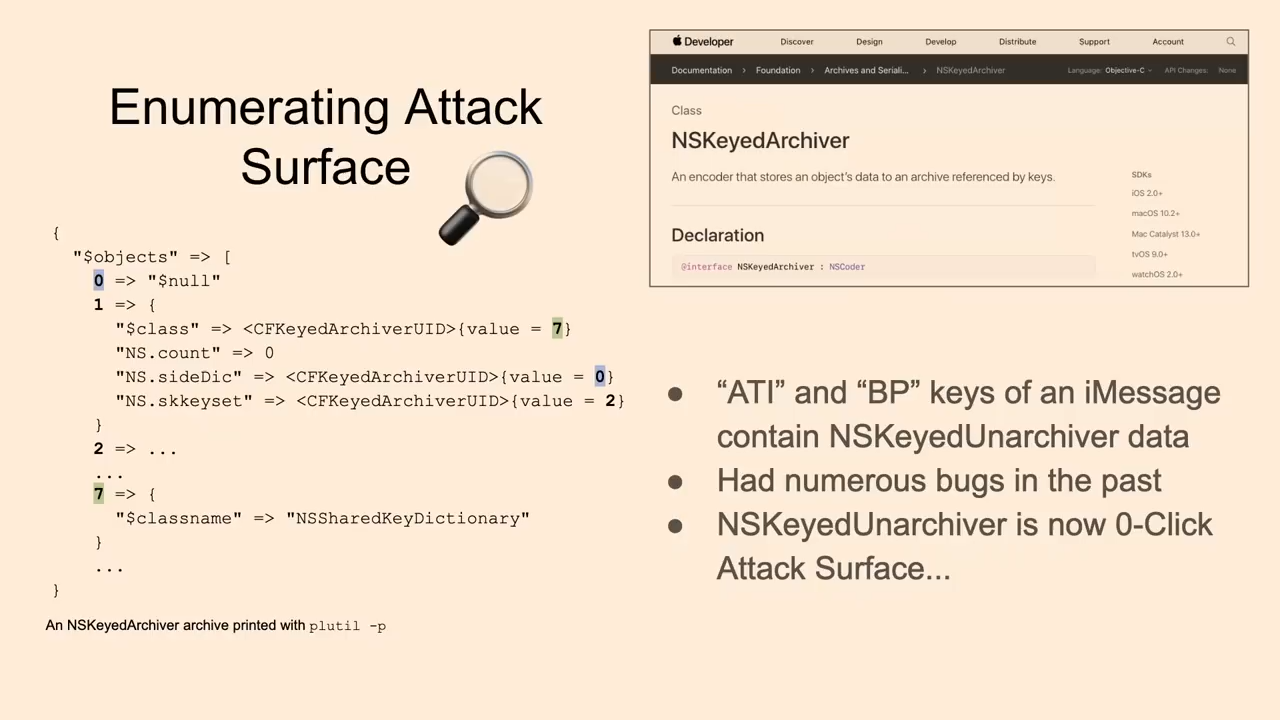 Enumerating Attack
Surface
{
"$objects" => [
0 => "$null"
1 => {
"$class" => <CFKeyedArchiverUID>{value = 7}
"NS.count" => 0
"NS.sideDic" => <CFKeyedArchiverUID>{value = 0}
"NS.skkeyset" => <CFKeyedArchiverUID>{value = 2}
}
2 => ...
...
7 => {
"$classname" => "NSSharedKeyDictionary"
}
...
}
An NSKeyedArchiver archive printed with plutil -p
Developer Discover Design Develop Distribute Support Account
Documentation > Foundation > Archives and Seriali... > NSKeyedArchiver Language: Objective-C API Changes: None
Class
NSKeyedArchiver
An encoder that stores an object's data to an archive referenced by keys.
SDKs
iOS 2.0+
macOS 10.2+
Mac Catalyst 13.0+
tvOS 9.0+
watchOS 2.0+
Declaration
@interface NSKeyedArchiver : NSCoder
● “ATI” and “BP” keys of an iMessage
contain NSKeyedUnarchiver data
● Had numerous bugs in the past
● NSKeyedUnarchiver is now 0-Click
Attack Surface...